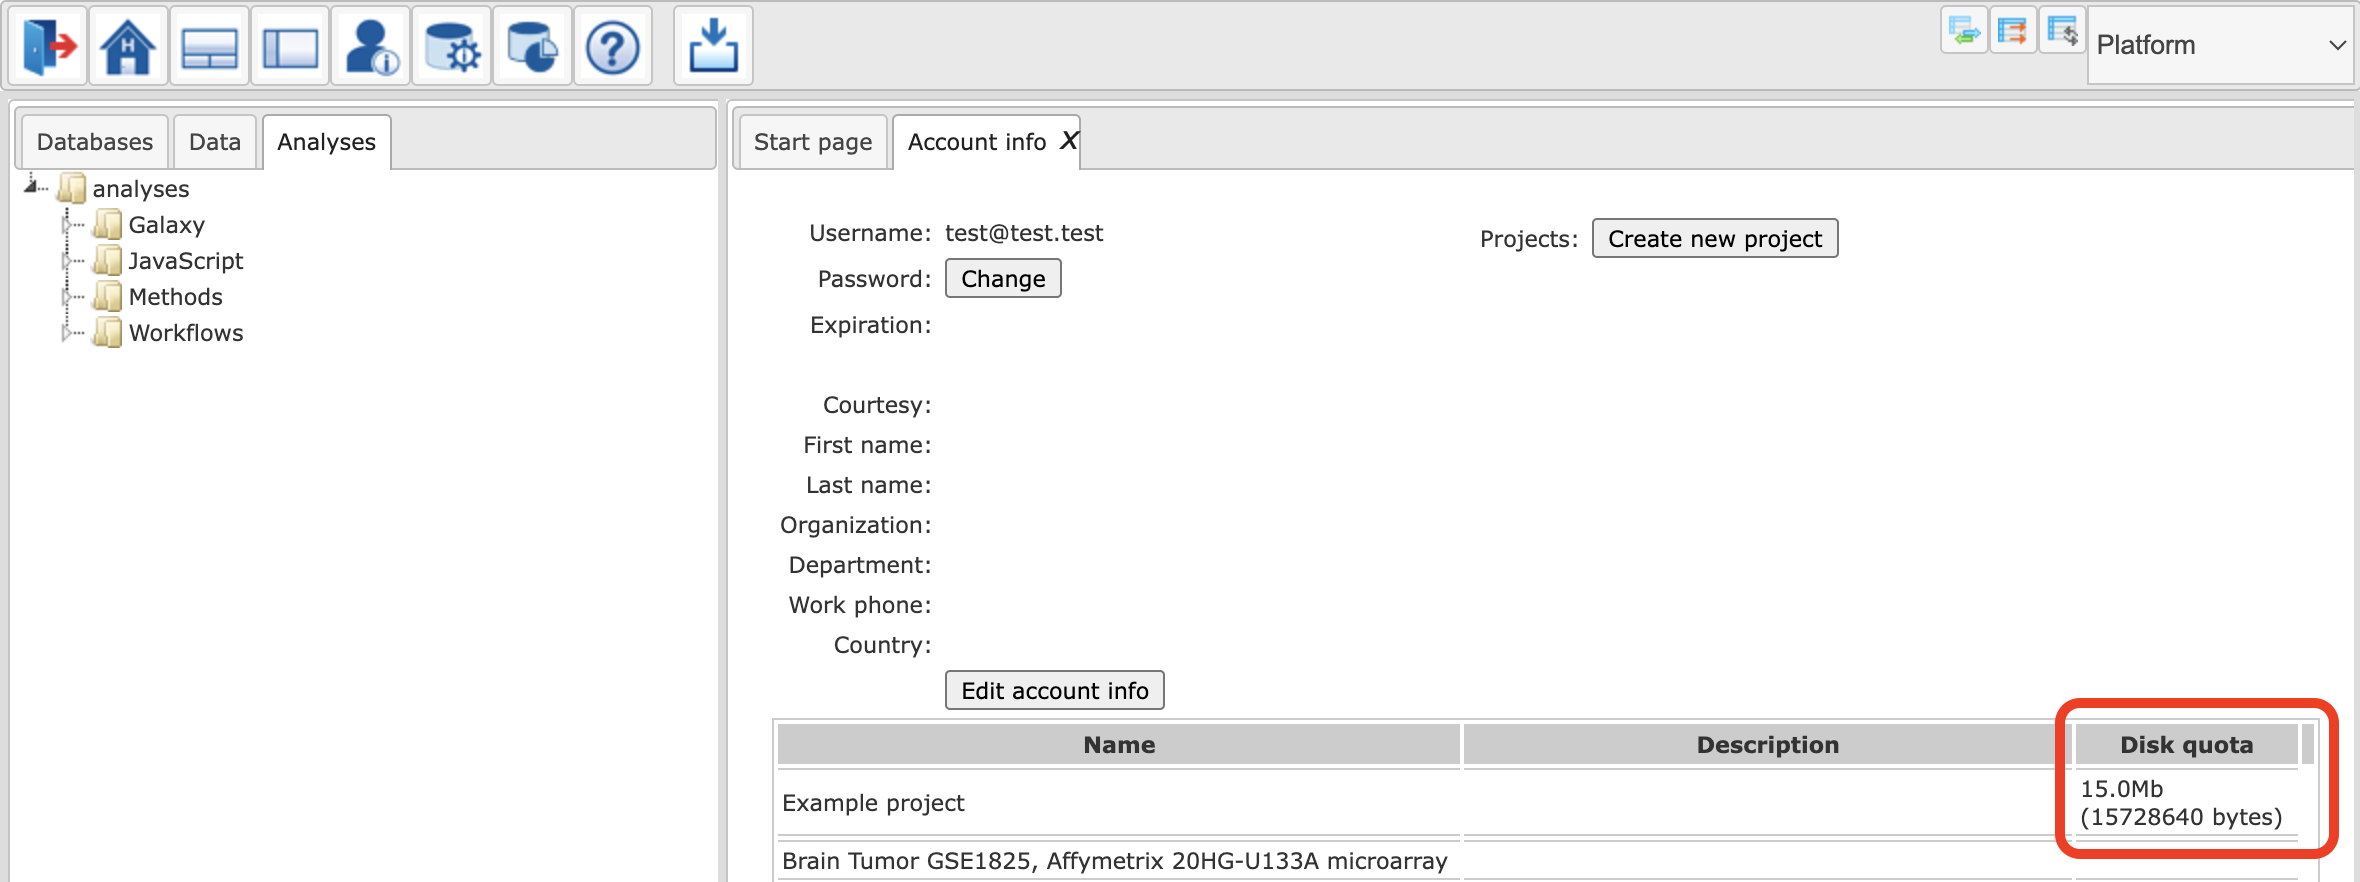 H
?
Platform
Databases Data Analyses
Start page Account info X
analyses
Galaxy
JavaScript
Methods
Workflows
Username: test@test.test
Projects: Create new project
Password: Change
Expiration:
Courtesy:
First name:
Last name:
Organization:
Department:
Work phone:
Country:
Edit account info
Name Description Disk quota
Example project 15.0Mb
(15728640 bytes)
Brain Tumor GSE1825, Affymetrix 20HG-U133A microarray